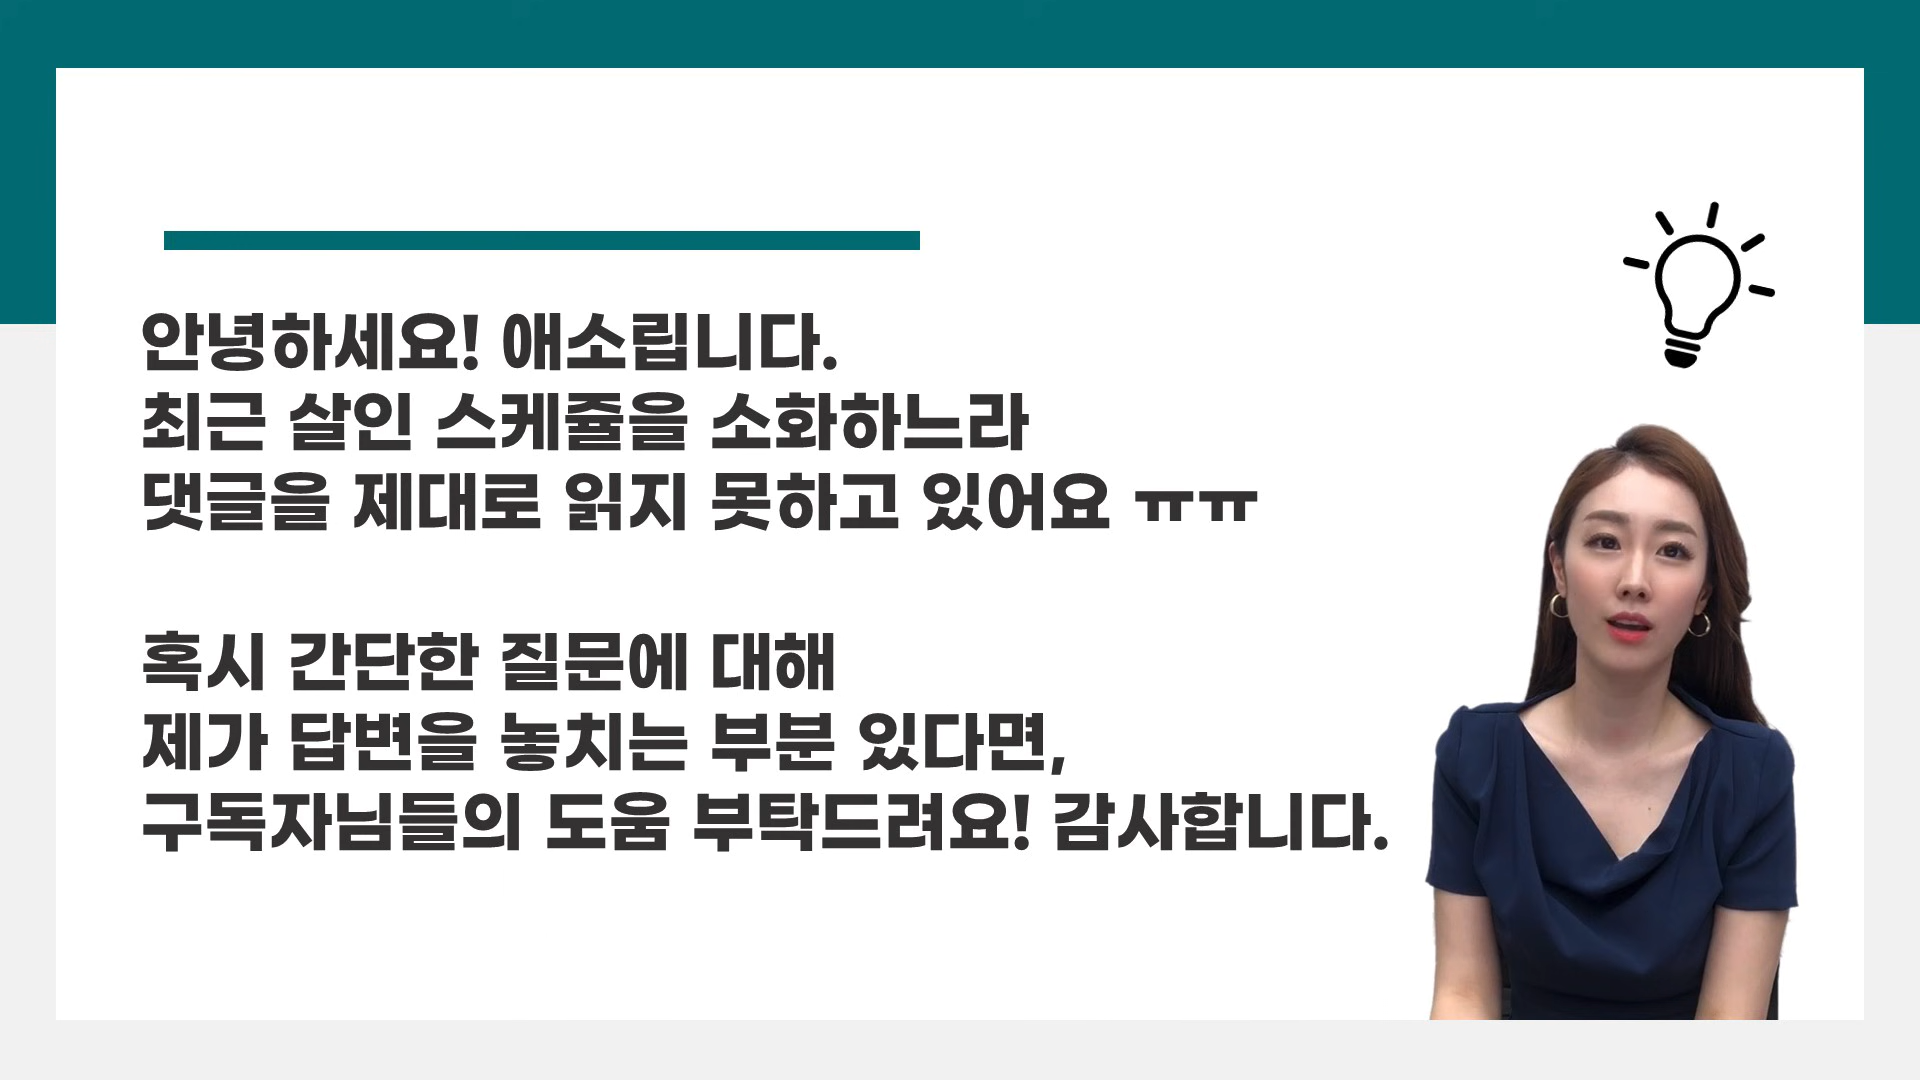 안녕하세요! 애소립니다.
최근 살인 스케쥴을 소화하느라
댓글을 제대로 읽지 못하고 있어요 ㅠㅠ
혹시 간단한 질문에 대해
제가 답변을 놓치는 부분 있다면,
구독자님들의 도움 부탁드려요! 감사합니다.